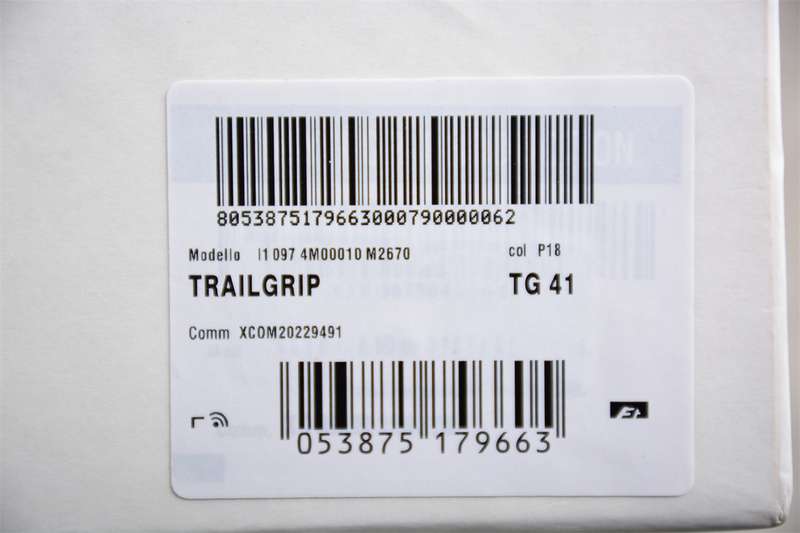 8053875179663000790000062
Modello I1 097 4M00010 M2670 col P18
TRAILGRIP TG 41
Comm XCOM20229491
053875 179663